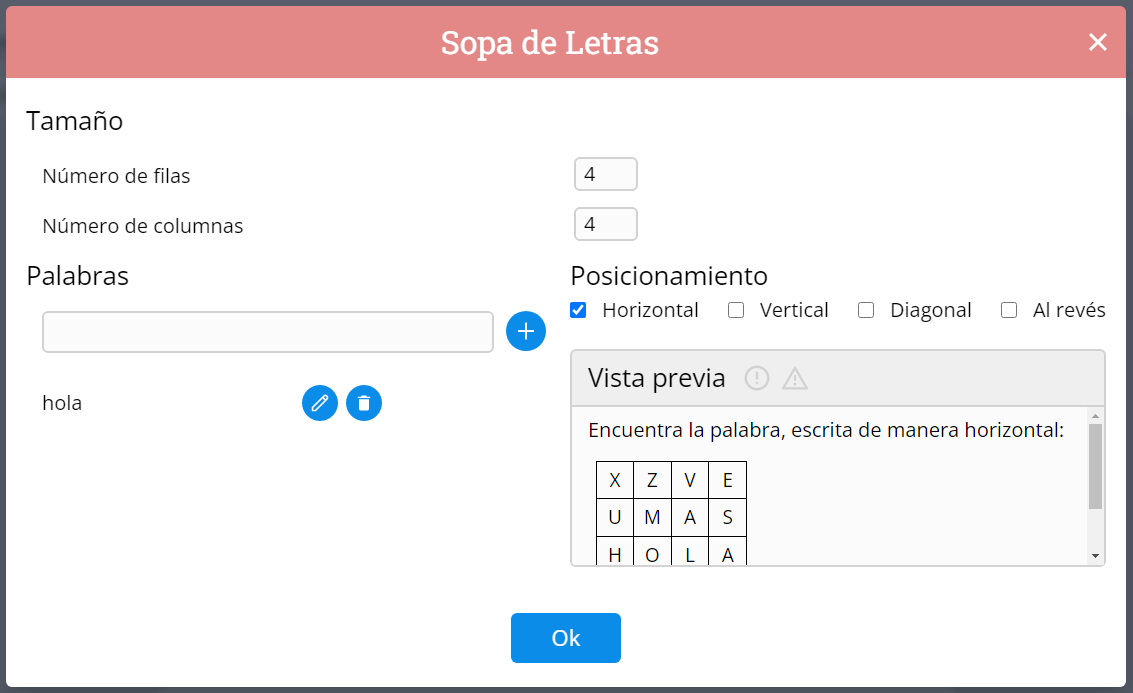 Sopa de Letras
Tamaño
Número de filas 4
Número de columnas 4
Palabras
hola
Posicionamiento
Horizontal Vertical Diagonal Al revés
Vista previa
Encuentra la palabra, escrita de manera horizontal:
X Z V E
U M A S
H O L A
Ok